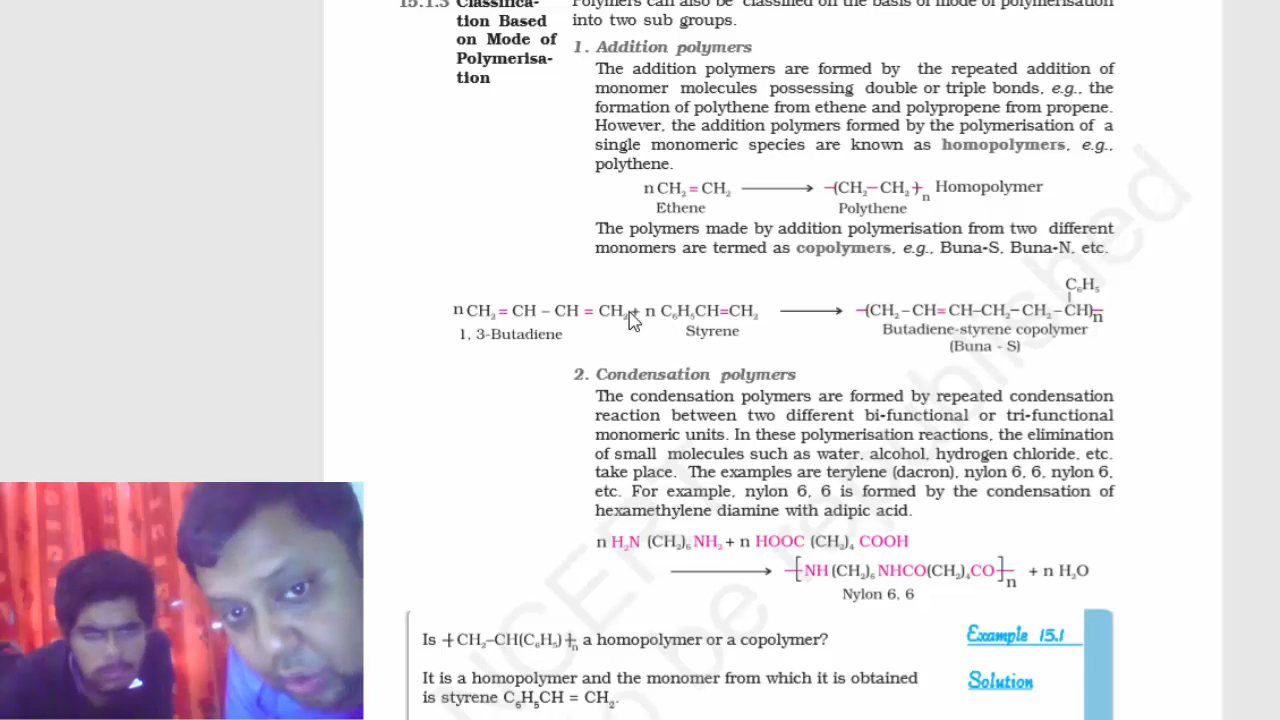 15.1.3 Classifica-
tion Based
on Mode of
Polymerisa-
tion
Polymers can also be classified on the basis of mode of polymerisation
into two sub groups.
1. Addition polymers
The addition polymers are formed by the repeated addition of
monomer molecules possessing double or triple bonds, e.g., the
formation of polythene from ethene and polypropene from propene.
However, the addition polymers formed by the polymerisation of a
single monomeric species are known as homopolymers, e.g.,
polythene.
n CH₂ = CH₂ ⟶ –(CH₂ – CH₂)–n Homopolymer
Ethene Polythene
The polymers made by addition polymerisation from two different
monomers are termed as copolymers, e.g., Buna-S, Buna-N, etc.
C₆H₅
n CH₂ = CH – CH = CH₂ + n C₆H₅CH=CH₂ ⟶ –(CH₂ – CH=CH–CH₂– CH₂ –CH)–n
1, 3-Butadiene Styrene Butadiene-styrene copolymer
(Buna - S)
2. Condensation polymers
The condensation polymers are formed by repeated condensation
reaction between two different bi-functional or tri-functional
monomeric units. In these polymerisation reactions, the elimination
of small molecules such as water, alcohol, hydrogen chloride, etc.
take place. The examples are terylene (dacron), nylon 6, 6, nylon 6,
etc. For example, nylon 6, 6 is formed by the condensation of
hexamethylene diamine with adipic acid.
n H₂N (CH₂)₆ NH₂ + n HOOC (CH₂)₄ COOH
⟶ –[NH (CH₂)₆ NHCO(CH₂)₄CO]–n + n H₂O
Nylon 6, 6
Is –(CH₂–CH(C₆H₅)–)n a homopolymer or a copolymer?
Example 15.1
It is a homopolymer and the monomer from which it is obtained
is styrene C₆H₅CH = CH₂.
Solution
NCERT
be republished